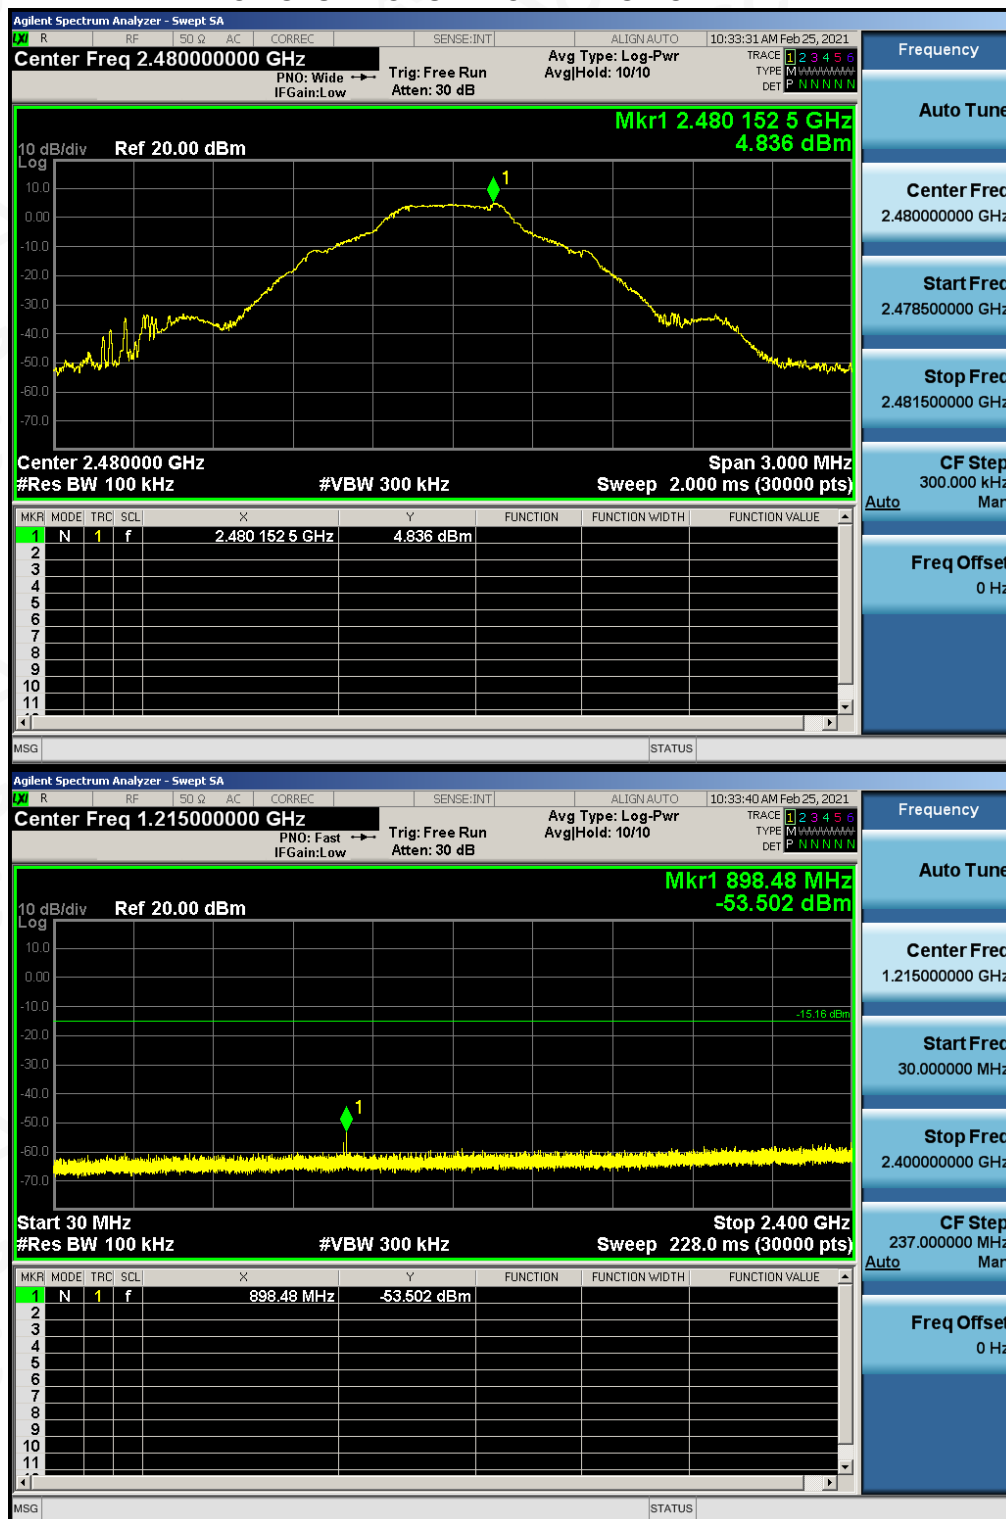 Agilent Spectrum Analyzer - Swept SA
LXI R RF 50 Ω AC CORREC SENSE:INT ALIGN AUTO 10:33:31 AM Feb 25, 2021
Center Freq 2.480000000 GHz
PNO: Wide
IFGain:Low
Trig: Free Run
Atten: 30 dB
Avg Type: Log-Pwr
Avg|Hold: 10/10
TRACE 1 2 3 4 5 6
TYPE M
DET P N N N N N
Mkr1 2.480 152 5 GHz
4.836 dBm
10 dB/div Ref 20.00 dBm
Log
10.0
0.00
-10.0
-20.0
-30.0
-40.0
-50.0
-60.0
-70.0
1
Center 2.480000 GHz Span 3.000 MHz
#Res BW 100 kHz #VBW 300 kHz Sweep 2.000 ms (30000 pts)
MKR MODE TRC SCL X Y FUNCTION FUNCTION WIDTH FUNCTION VALUE
1 N 1 f 2.480 152 5 GHz 4.836 dBm
2
3
4
5
6
7
8
9
10
11
MSG STATUS
Frequency
Auto Tune
Center Freq
2.480000000 GHz
Start Freq
2.478500000 GHz
Stop Freq
2.481500000 GHz
CF Step
300.000 kHz
Auto Man
Freq Offset
0 Hz
Agilent Spectrum Analyzer - Swept SA
LXI R RF 50 Ω AC CORREC SENSE:INT ALIGN AUTO 10:33:40 AM Feb 25, 2021
Center Freq 1.215000000 GHz
PNO: Fast
IFGain:Low
Trig: Free Run
Atten: 30 dB
Avg Type: Log-Pwr
Avg|Hold: 10/10
TRACE 1 2 3 4 5 6
TYPE M
DET P N N N N N
Mkr1 898.48 MHz
-53.502 dBm
10 dB/div Ref 20.00 dBm
Log
10.0
0.00
-10.0
-20.0
-30.0
-40.0
-50.0
-60.0
-70.0
-15.16 dBm
1
Start 30 MHz Stop 2.400 GHz
#Res BW 100 kHz #VBW 300 kHz Sweep 228.0 ms (30000 pts)
MKR MODE TRC SCL X Y FUNCTION FUNCTION WIDTH FUNCTION VALUE
1 N 1 f 898.48 MHz -53.502 dBm
2
3
4
5
6
7
8
9
10
11
MSG STATUS
Frequency
Auto Tune
Center Freq
1.215000000 GHz
Start Freq
30.000000 MHz
Stop Freq
2.400000000 GHz
CF Step
237.000000 MHz
Auto Man
Freq Offset
0 Hz